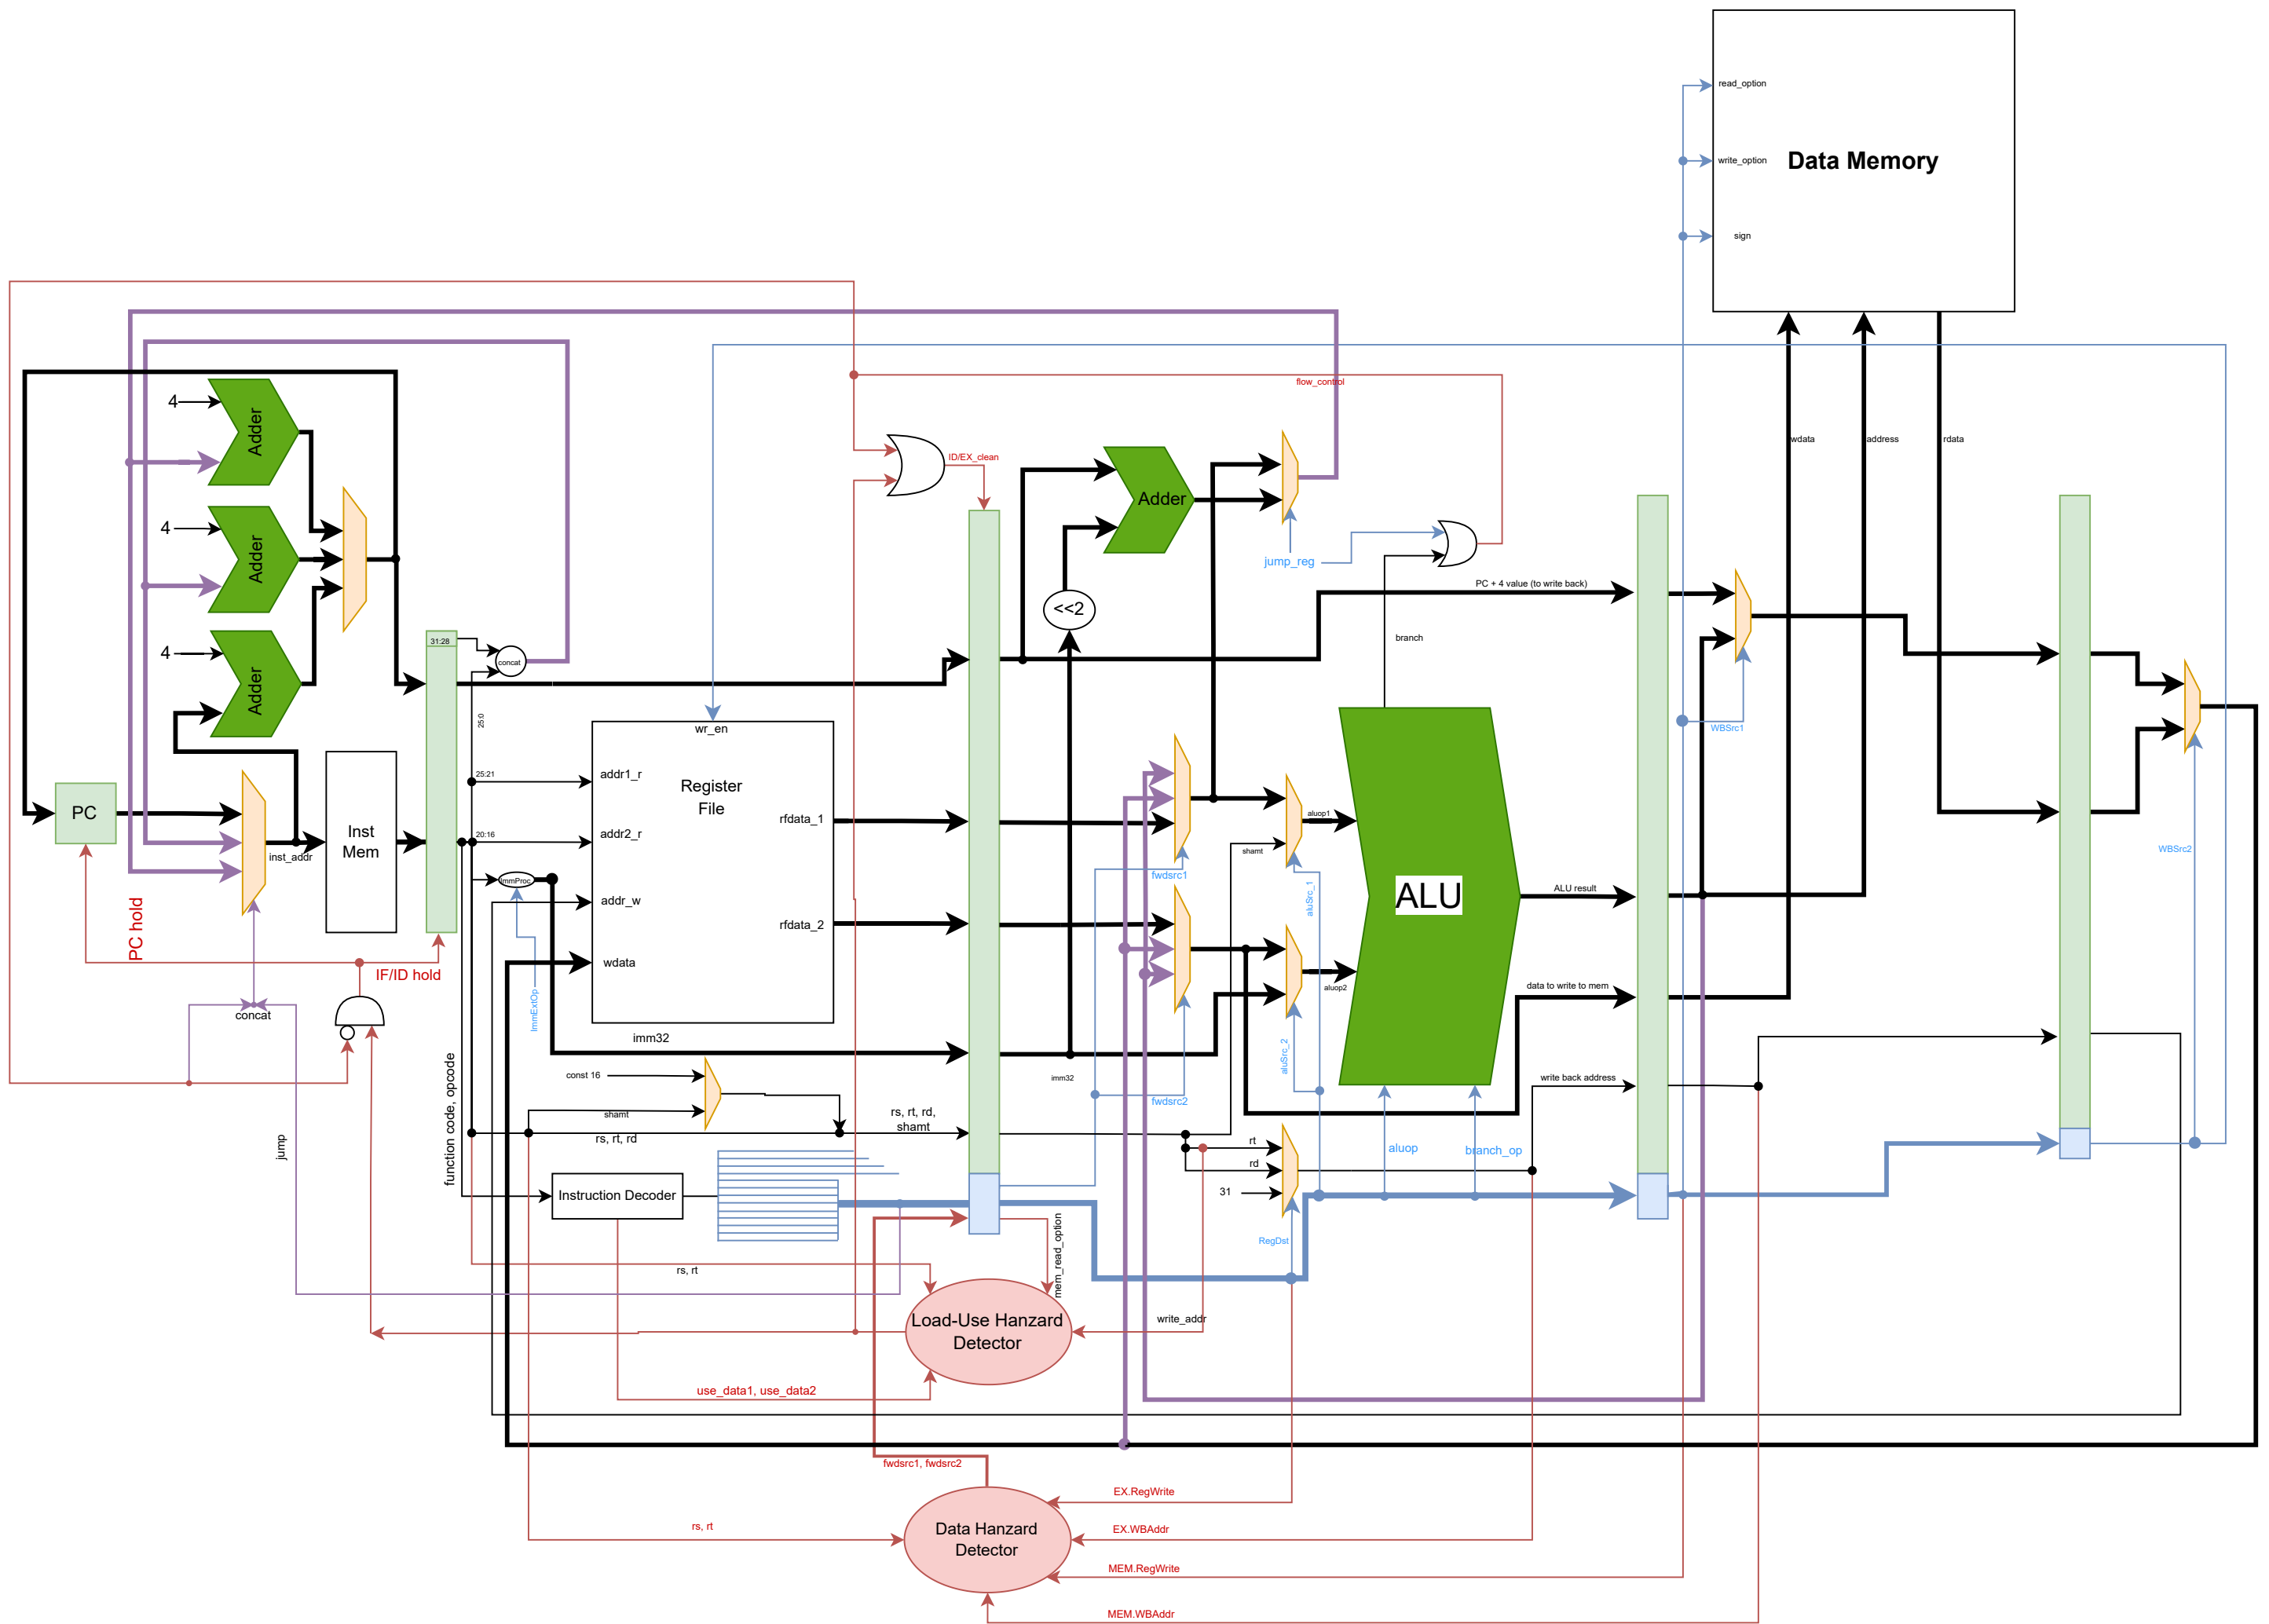 read_option
write_option
Data Memory
sign
flow_control
4
Adder
wdata
address
rdata
ID/EX_clean
Adder
4
Adder
jump_reg
PC + 4 value (to write back)
<<2
branch
31:28
concat
4
Adder
25:0
wr_en
WBSrc1
25:21
addr1_r
Register
File
PC
Inst
Mem
inst_addr
20:16
addr2_r
rfdata_1
aluop1
shamt
WBSrc2
fwdsrc1
ImmProc
addr_w
aluSrc_1
ALU
ALU result
PC hold
rfdata_2
IF/ID hold
wdata
ImmExtOp
aluop2
data to write to mem
concat
imm32
aluSrc_2
const 16
imm32
write back address
function code, opcode
shamt
rs, rt, rd
rs, rt, rd,
shamt
fwdsrc2
jump
rt
rd
31
aluop
branch_op
Instruction Decoder
RegDst
mem_read_option
rs, rt
Load-Use Hanzard
Detector
write_addr
use_data1, use_data2
fwdsrc1, fwdsrc2
EX.RegWrite
rs, rt
Data Hanzard
Detector
EX.WBAddr
MEM.RegWrite
MEM.WBAddr